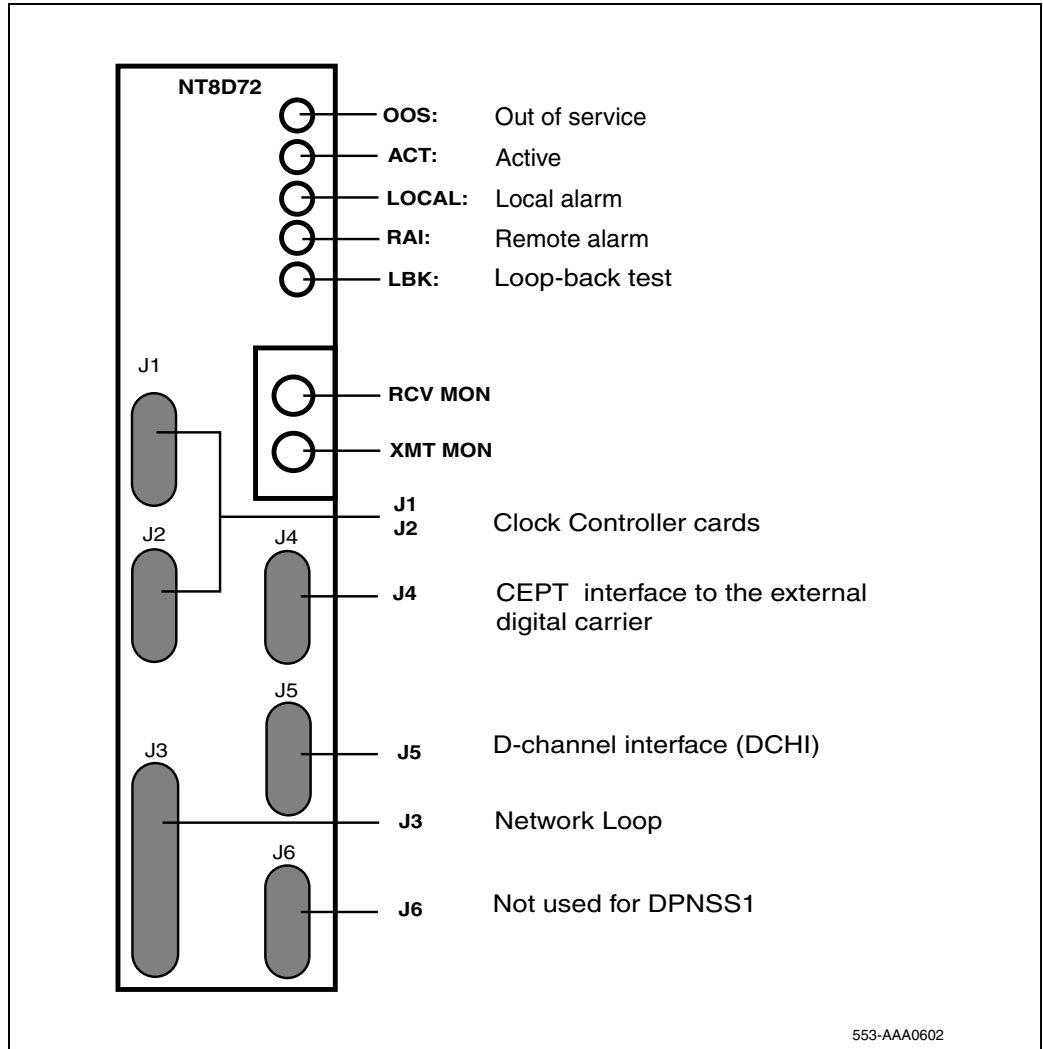 NT8D72
OOS: Out of service
ACT: Active
LOCAL: Local alarm
RAI: Remote alarm
LBK: Loop-back test
J1
RCV MON
XMT MON
J1
J2 Clock Controller cards
J2
J4
J4 CEPT interface to the external
digital carrier
J5
J5 D-channel interface (DCHI)
J3
J3 Network Loop
J6
J6 Not used for DPNSS1
553-AAA0602